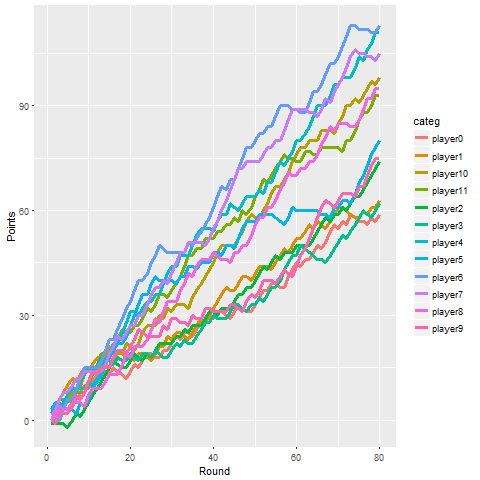 categ
player0
player1
player10
player11
player2
player3
player4
player5
player6
player7
player8
player9
Points
90
60
30
0
0
20
40
60
80
Round